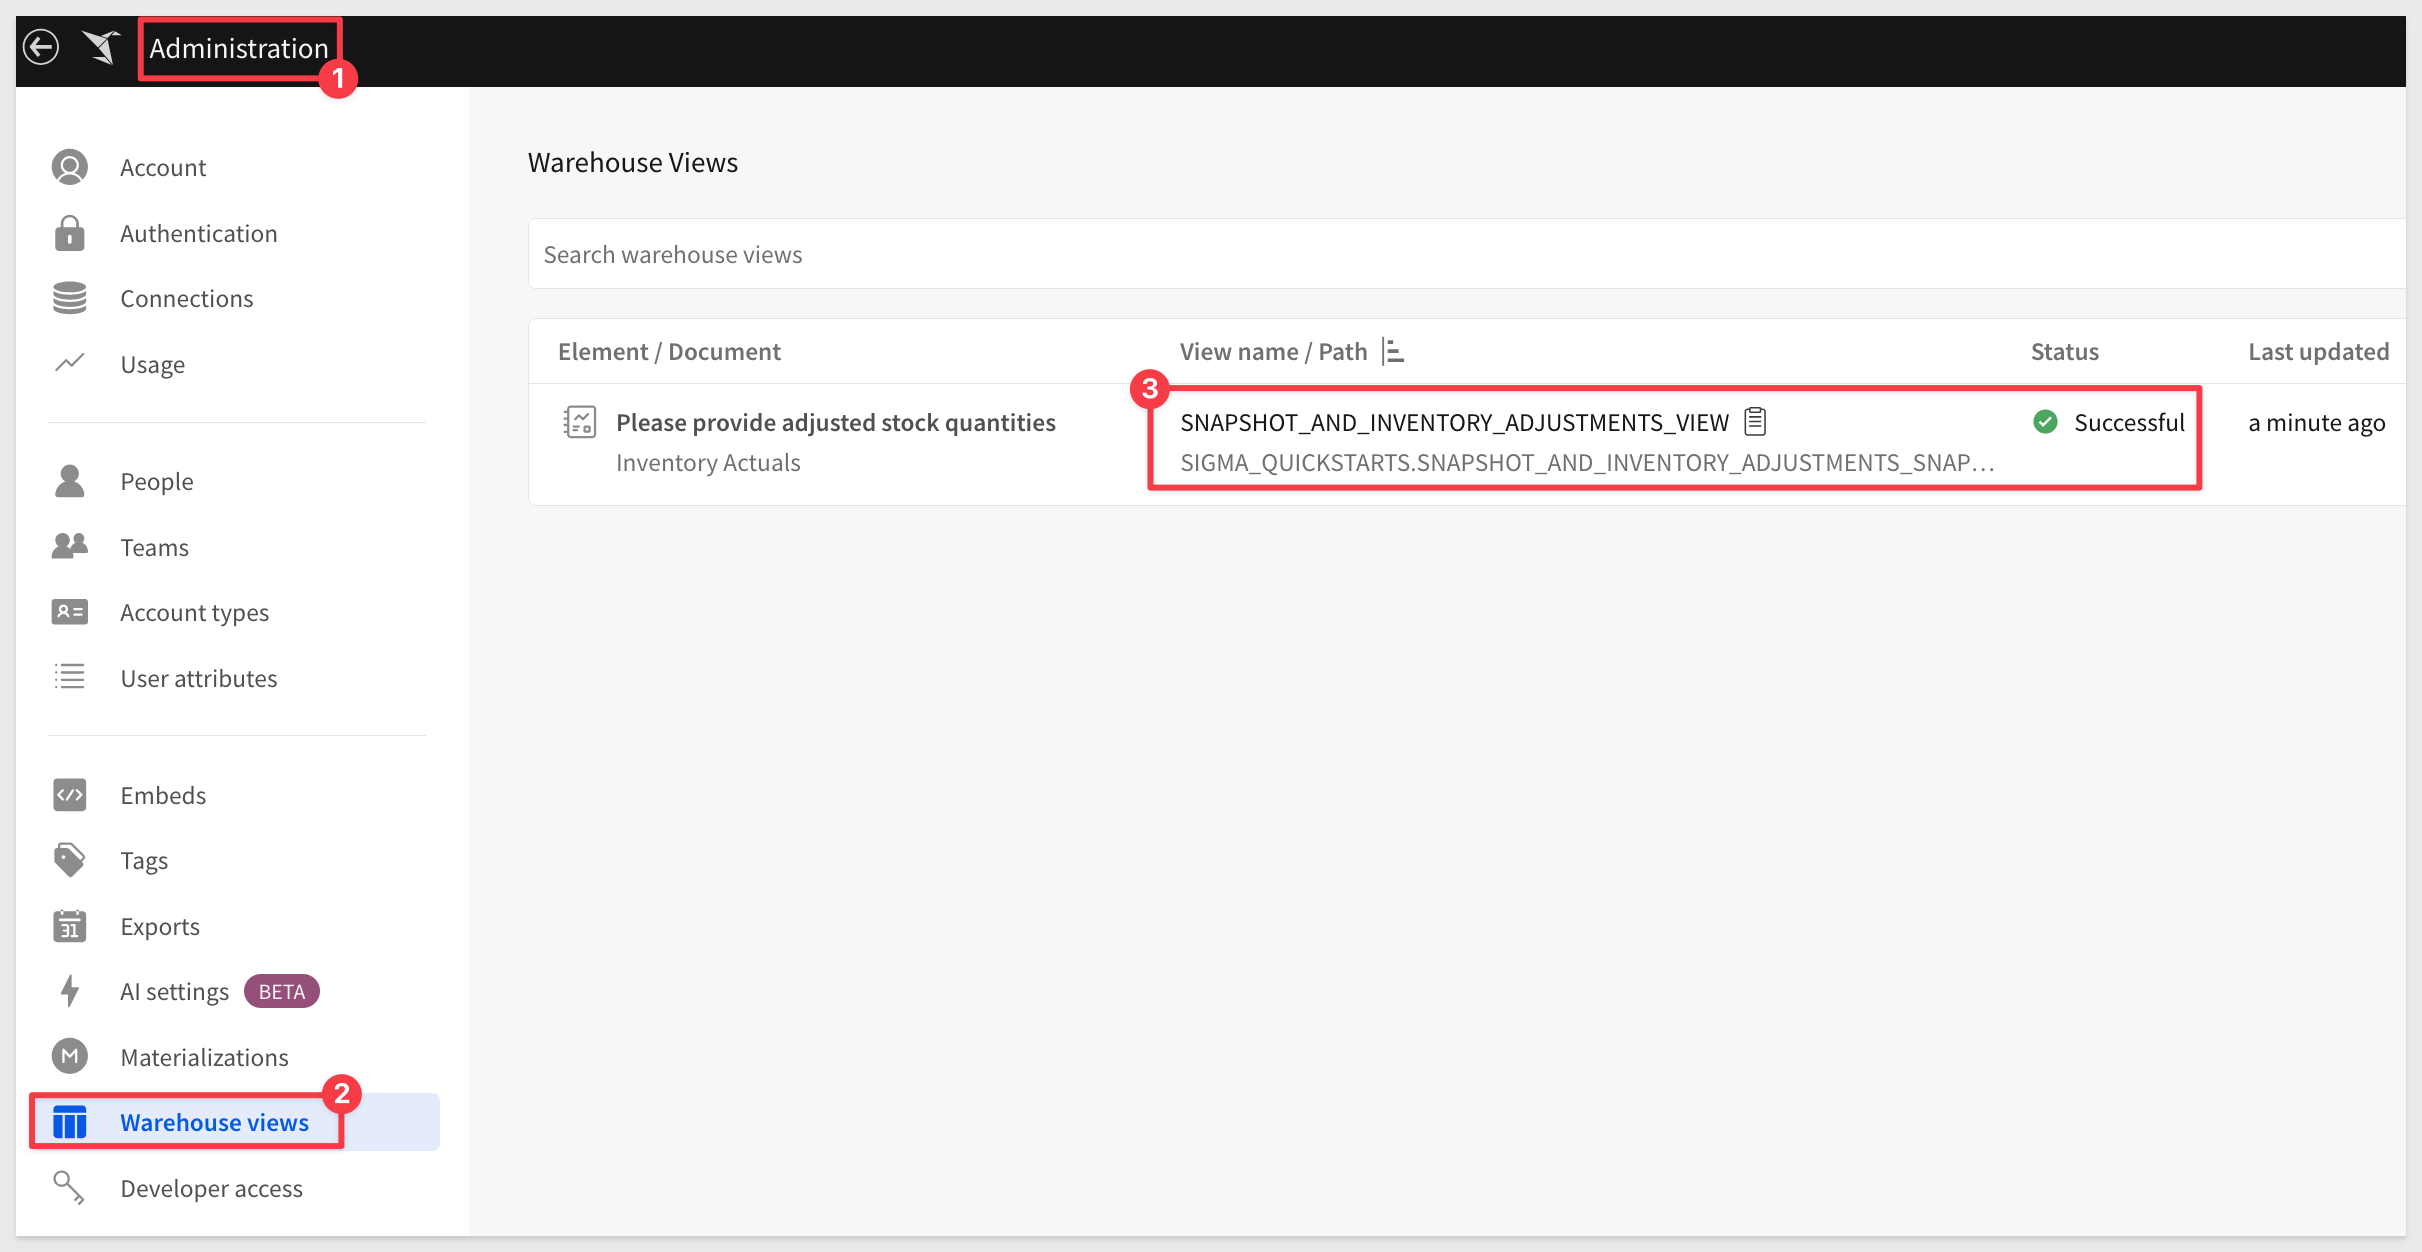 Administration
1
Account
Authentication
Connections
Usage
People
Teams
Account types
User attributes
Embeds
Tags
31
Exports
AI settings BETA
M
Materializations
2
Warehouse views
Developer access
Warehouse Views
Search warehouse views
Element / Document View name / Path Status Last updated
3
Please provide adjusted stock quantities SNAPSHOT_AND_INVENTORY_ADJUSTMENTS_VIEW Successful a minute ago
Inventory Actuals SIGMA_QUICKSTARTS.SNAPSHOT_AND_INVENTORY_ADJUSTMENTS_SNAP...